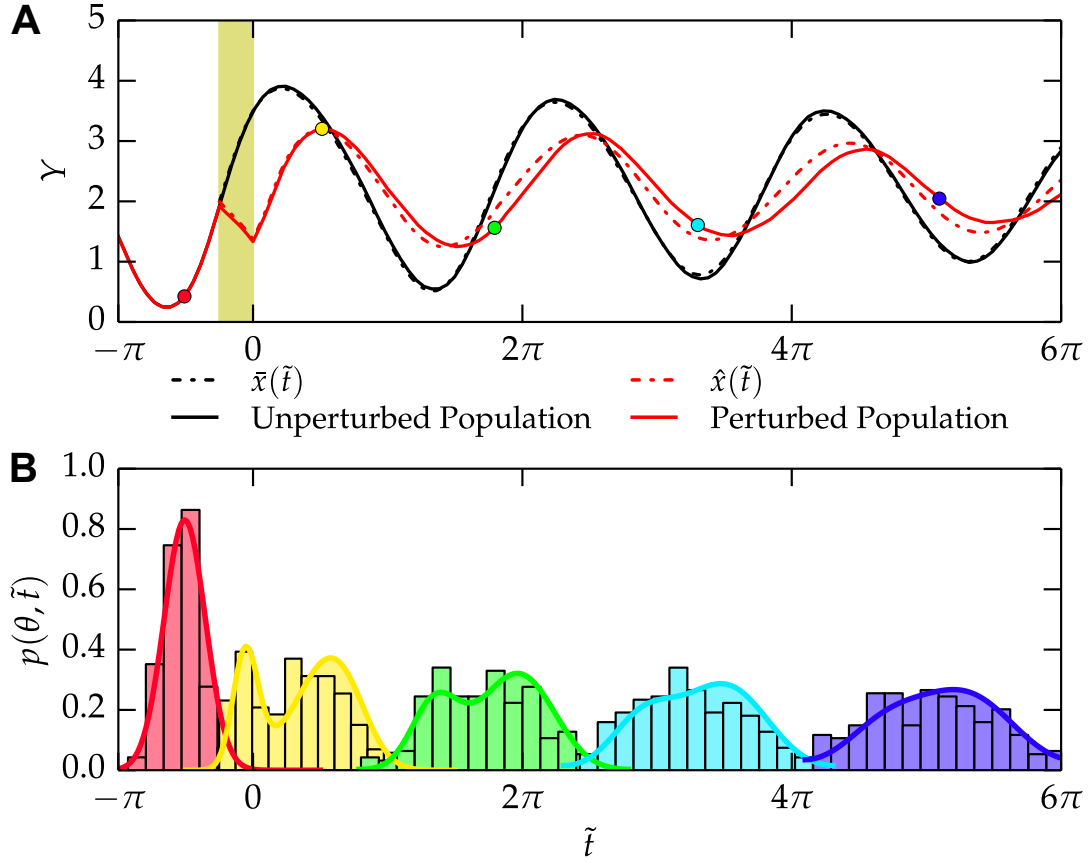 A
5
4
3
2
1
0
Y
−π 0 2π 4π 6π
x̄(t̃) x̂(t̃)
Unperturbed Population Perturbed Population
B
1.0
0.8
0.6
0.4
0.2
0.0
p(θ, t̃)
−π 0 2π 4π 6π
t̃